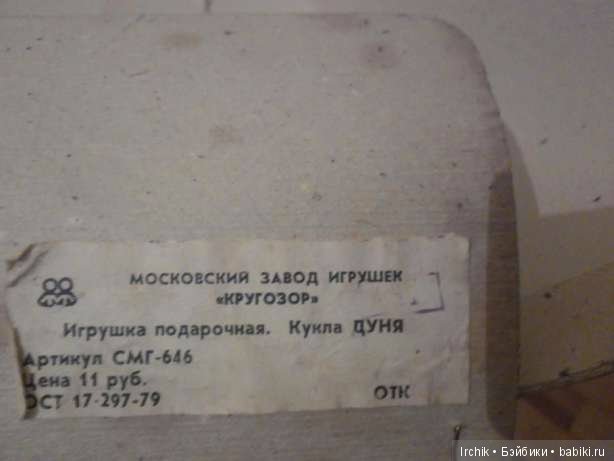 МОСКОВСКИЙ ЗАВОД ИГРУШЕК
«КРУГОЗОР»
Игрушка подарочная. Кукла ДУНЯ
Артикул СМГ-646
Цена 11 руб.
ОСТ 17-297-79 ОТК
Irchik • Бэйбики • babiki.ru